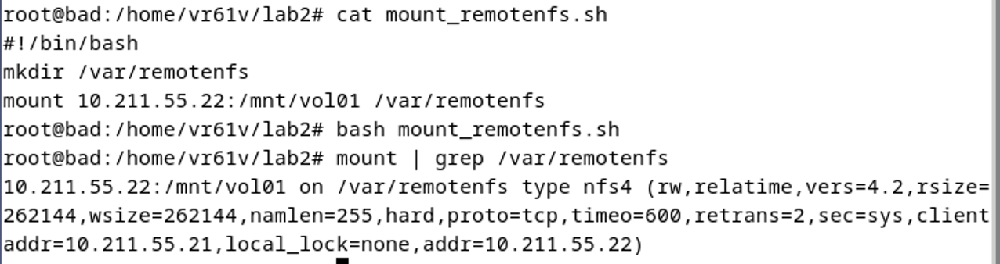 root@bad:/home/vr61v/lab2# cat mount_remotenfs.sh
#!/bin/bash
mkdir /var/remotenfs
mount 10.211.55.22:/mnt/vol01 /var/remotenfs
root@bad:/home/vr61v/lab2# bash mount_remotenfs.sh
root@bad:/home/vr61v/lab2# mount | grep /var/remotenfs
10.211.55.22:/mnt/vol01 on /var/remotenfs type nfs4 (rw,relatime,vers=4.2,rsize=
262144,wsize=262144,namlen=255,hard,proto=tcp,timeo=600,retrans=2,sec=sys,client
addr=10.211.55.21,local_lock=none,addr=10.211.55.22)